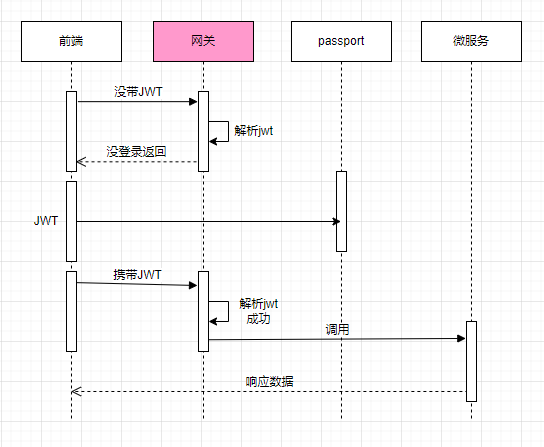 前端
网关
passport
微服务
没带JWT
解析jwt
没登录返回
JWT
携带JWT
解析jwt
成功
调用
响应数据